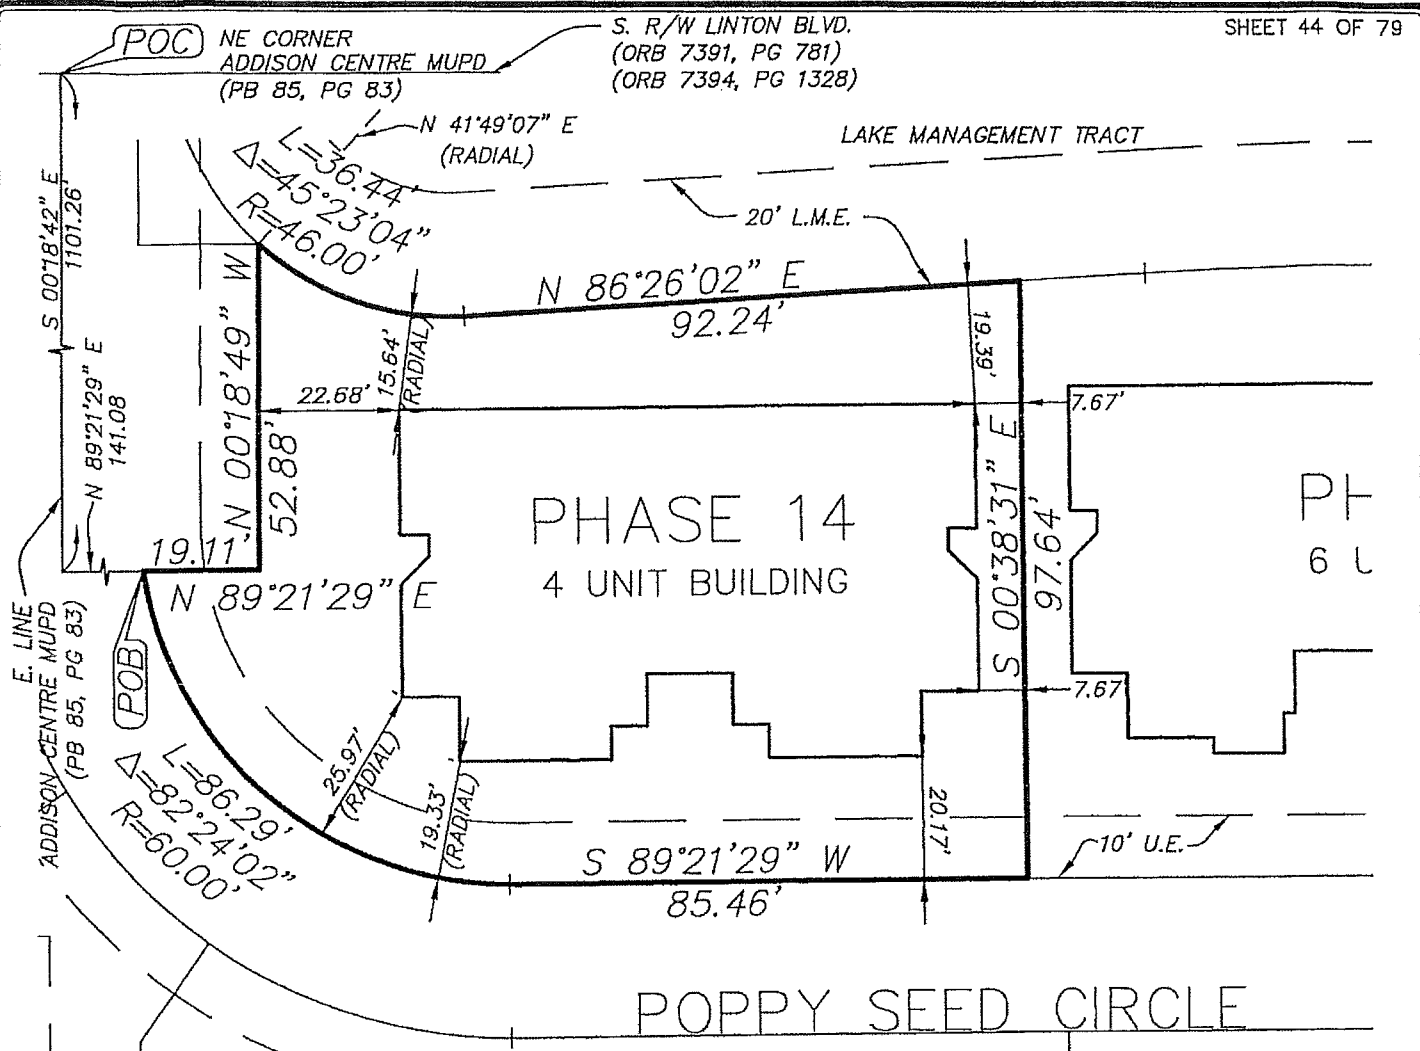 SHEET 44 OF 79
POC
NE CORNER
ADDISON CENTRE MUPD
(PB 85, PG 83)
S. R/W LINTON BLVD.
(ORB 7391, PG 781)
(ORB 7394, PG 1328)
N 41°49'07" E
(RADIAL)
LAKE MANAGEMENT TRACT
L=36.44'
Δ=45°23'04"
R=46.00'
20' L.M.E.
S 00°18'42" E
1101.26'
N 86°26'02" E
92.24'
N 89°21'29" E
141.08
N 00°18'49" W
52.88'
22.68'
15.64'
(RADIAL)
19.39'
7.67'
PHASE 14
4 UNIT BUILDING
S 00°38'31" E
97.64'
PH
6 U
19.11'
N 89°21'29" E
POB
E. LINE
ADDISON CENTRE MUPD
(PB 85, PG 83)
7.67'
L=86.29'
Δ=82°24'02"
R=60.00'
25.97'
(RADIAL)
19.33'
(RADIAL)
20.17'
S 89°21'29" W
85.46'
10' U.E.
POPPY SEED CIRCLE